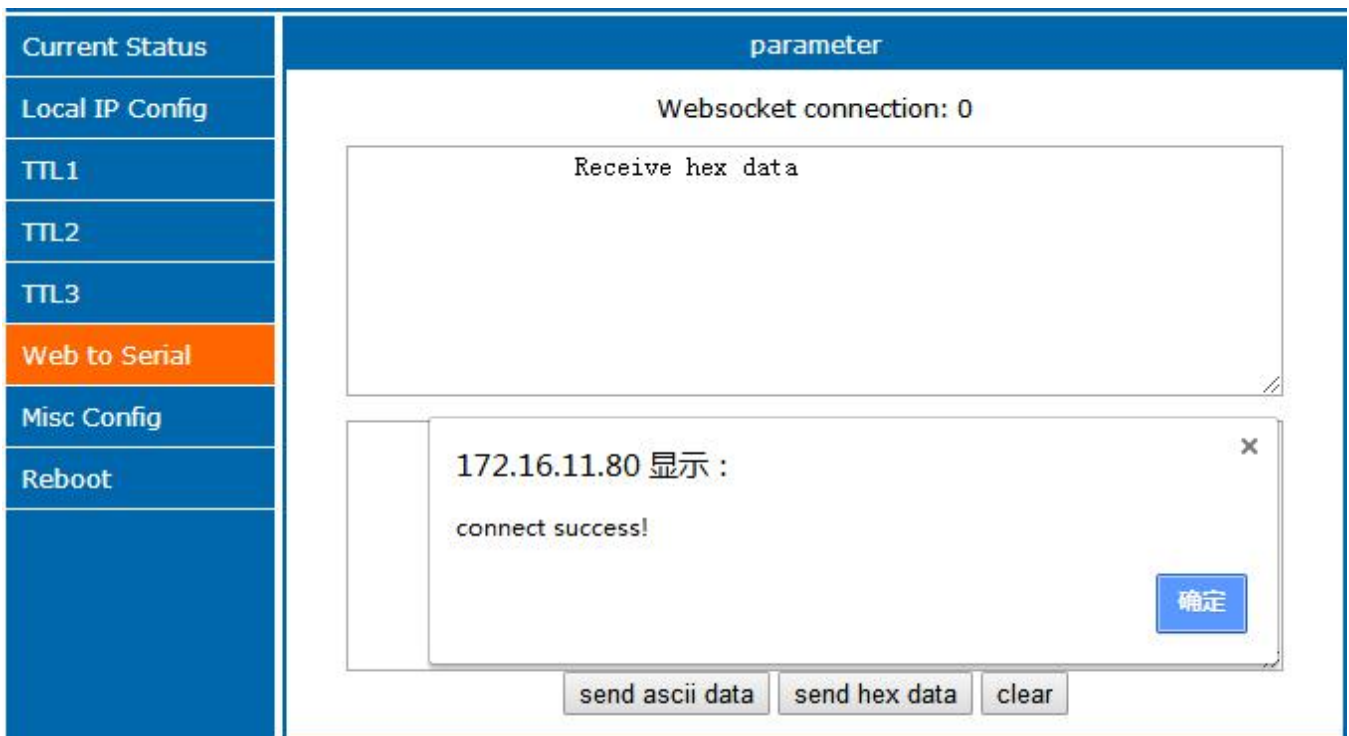 Current Status
Local IP Config
TTL1
TTL2
TTL3
Web to Serial
Misc Config
Reboot
parameter
Websocket connection: 0
Receive hex data
172.16.11.80 显示：
connect success!
确定
send ascii data
send hex data
clear